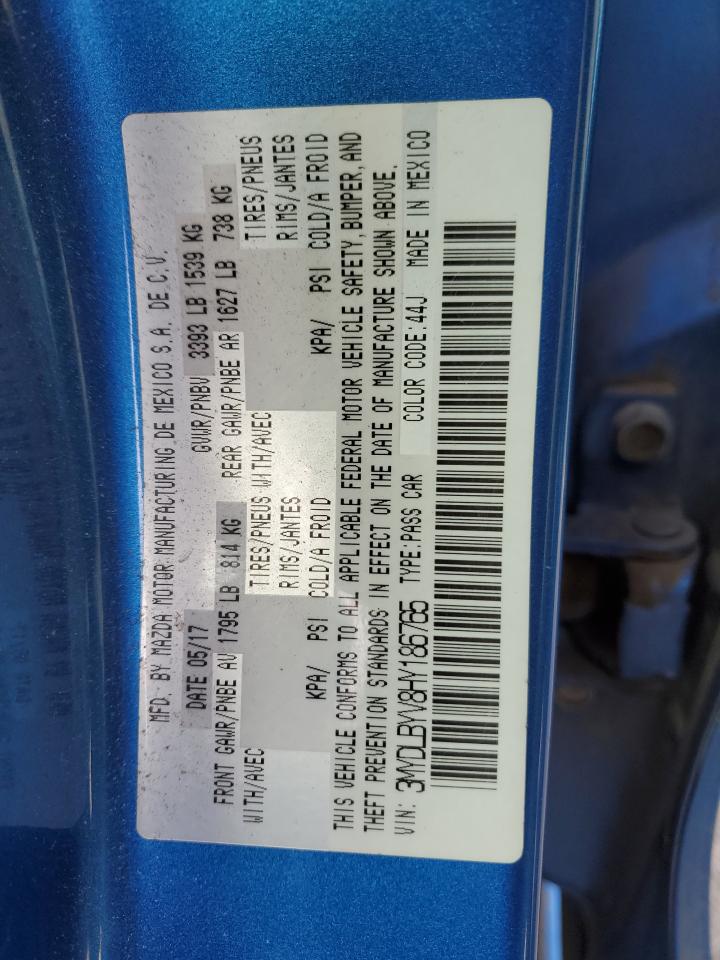 MFD. BY MAZDA MOTOR MANUFACTURING DE MEXICO S.A. DE C.V.
DATE 05/17 GVWR/PNBV 3393 LB 1539 KG
FRONT GAWR/PNBE AV 1795 LB 814 KG REAR GAWR/PNBE AR 1627 LB 738 KG
WITH/AVEC TIRES/PNEUS WITH/AVEC TIRES/PNEUS
RIMS/JANTES RIMS/JANTES
KPA/ PSI COLD/A FROID KPA/ PSI COLD/A FROID
THIS VEHICLE CONFORMS TO ALL APPLICABLE FEDERAL MOTOR VEHICLE SAFETY, BUMPER, AND
THEFT PREVENTION STANDARDS IN EFFECT ON THE DATE OF MANUFACTURE SHOWN ABOVE.
VIN: 3MYDLBYV8HY186765 TYPE:PASS CAR COLOR CODE:44J MADE IN MEXICO